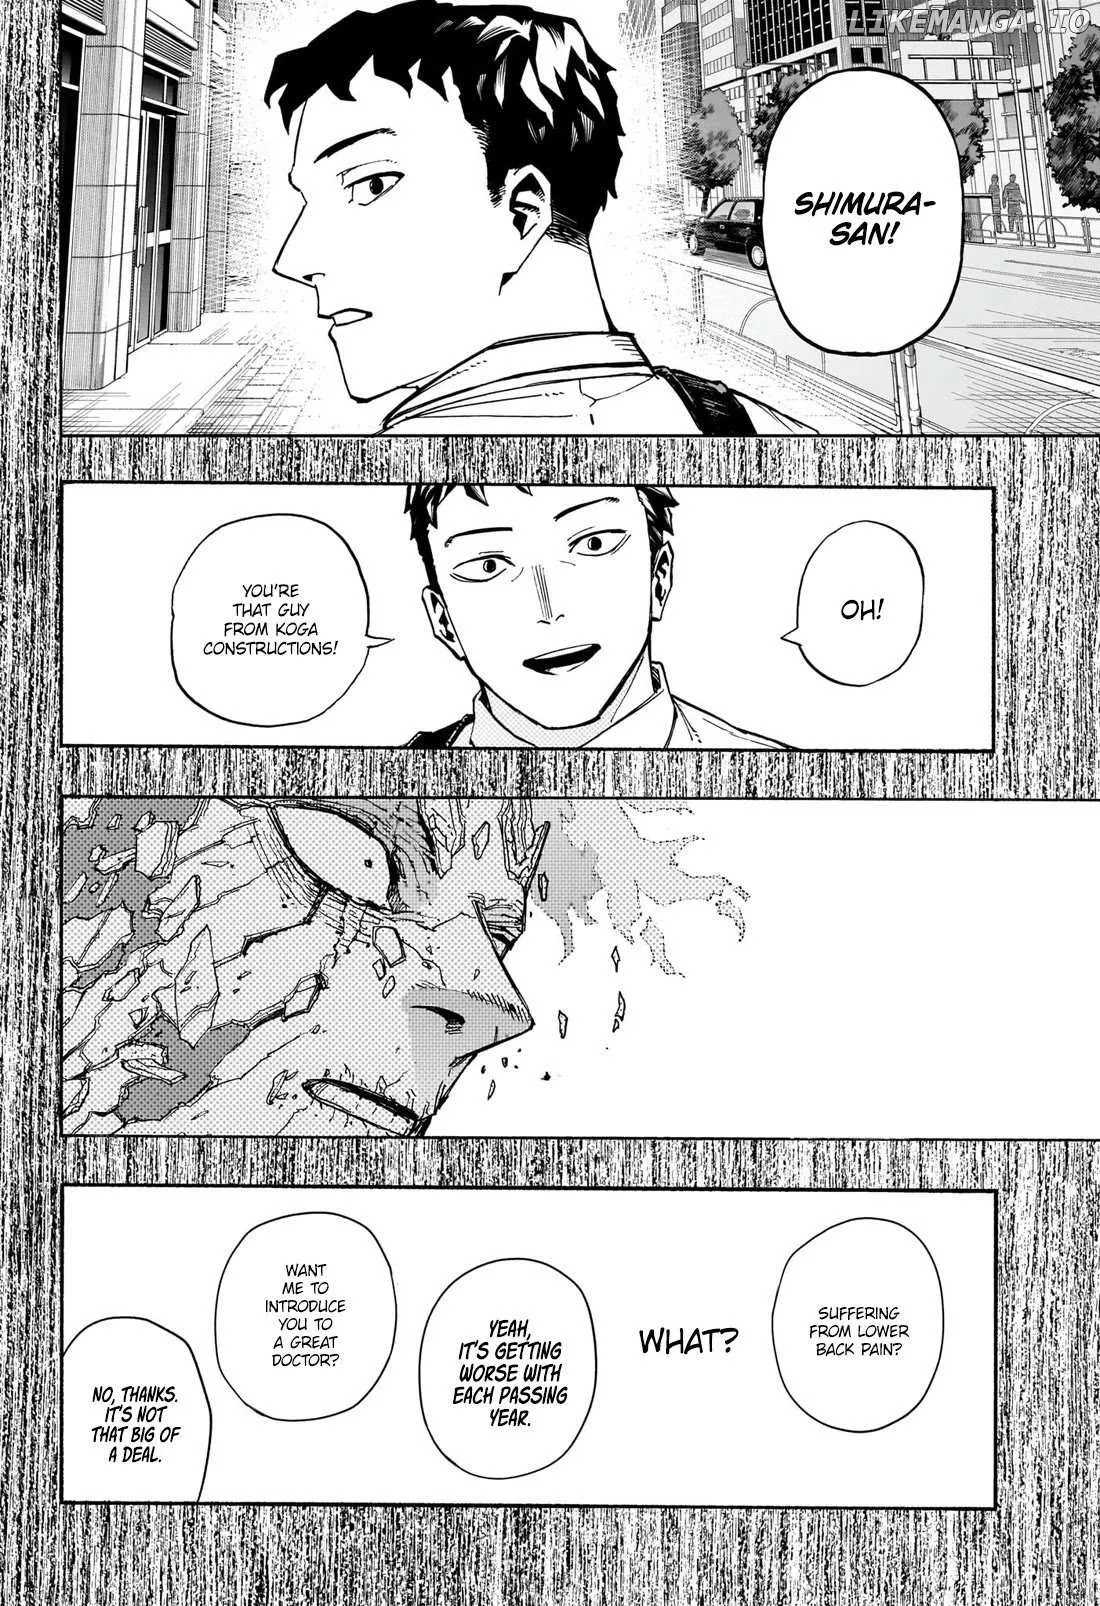 LIKEMANGA.IO
SHIMURA-
SAN!
OH!
YOU'RE
THAT GUY
FROM KOGA
CONSTRUCTIONS!
SUFFERING
FROM LOWER
BACK PAIN?
WHAT?
YEAH,
IT'S GETTING
WORSE WITH
EACH PASSING
YEAR.
WANT
ME TO
INTRODUCE
YOU TO
A GREAT
DOCTOR?
NO, THANKS.
IT'S NOT
THAT BIG OF
A DEAL.